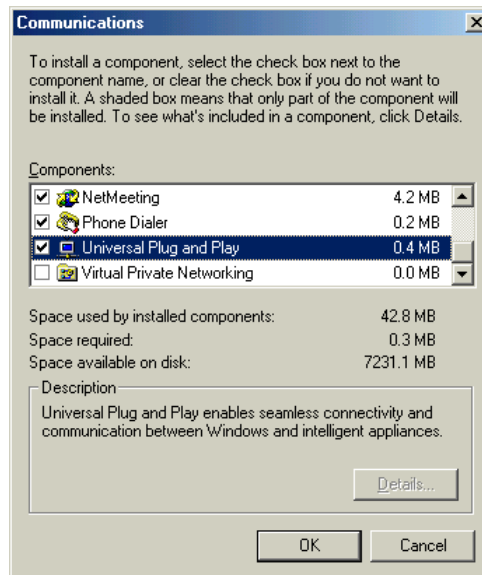 Communications
To install a component, select the check box next to the
component name, or clear the check box if you do not want to
install it. A shaded box means that only part of the component will
be installed. To see what's included in a component, click Details.
Components:
NetMeeting 4.2 MB
Phone Dialer 0.2 MB
Universal Plug and Play 0.4 MB
Virtual Private Networking 0.0 MB
Space used by installed components: 42.8 MB
Space required: 0.3 MB
Space available on disk: 7231.1 MB
Description
Universal Plug and Play enables seamless connectivity and
communication between Windows and intelligent appliances.
Details...
OK Cancel